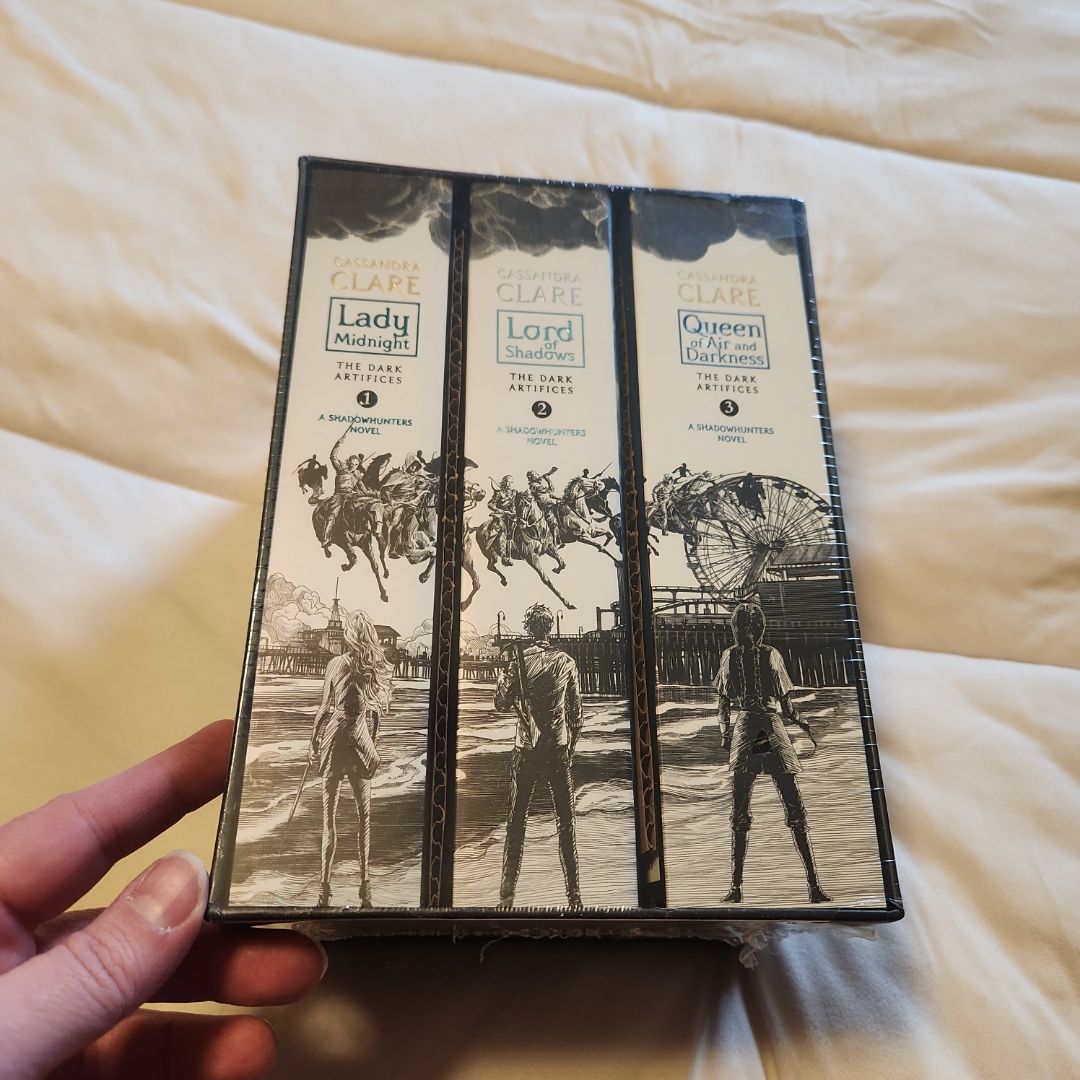 CASSANDRA
CLARE
Lady
Midnight
THE DARK
ARTIFICES
1
A SHADOWHUNTERS
NOVEL
CASSANDRA
CLARE
Lord
of
Shadows
THE DARK
ARTIFICES
2
A SHADOWHUNTERS
NOVEL
CASSANDRA
CLARE
Queen
of Air and
Darkness
THE DARK
ARTIFICES
3
A SHADOWHUNTERS
NOVEL